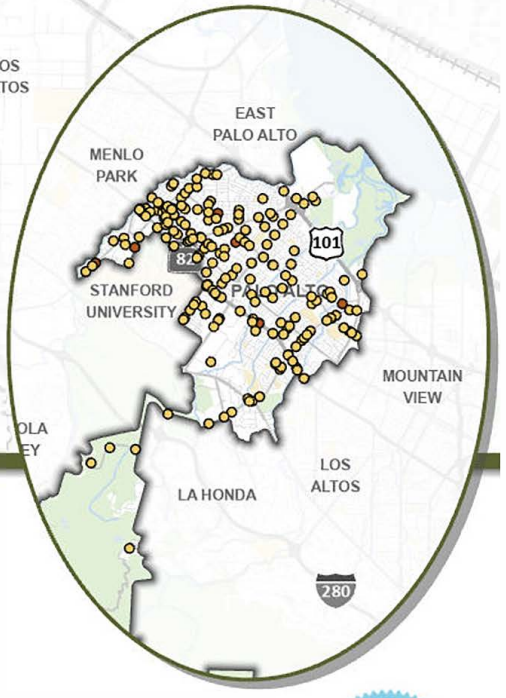 OS
TOS
EAST
PALO ALTO
MENLO
PARK
101
82
STANFORD
UNIVERSITY
PALO ALTO
MOUNTAIN
VIEW
OLA
EY
LOS
ALTOS
LA HONDA
280